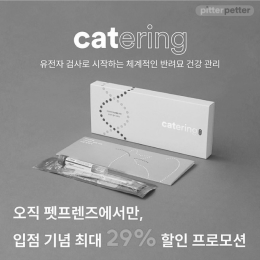 pitterpetter
catering
유전자 검사로 시작하는 체계적인 반려묘 건강 관리
catering
오직 펫프렌즈에서만,
입점 기념 최대 29% 할인 프로모션